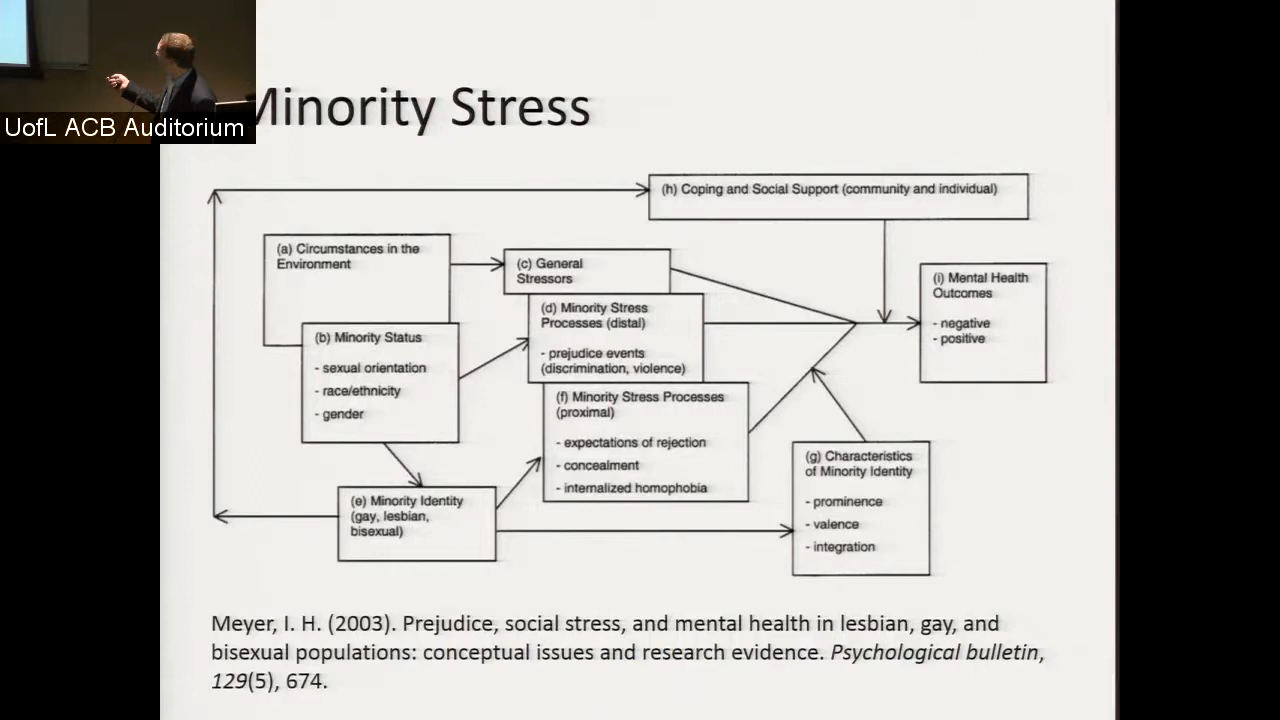 UofL ACB Auditorium
Minority Stress
(h) Coping and Social Support (community and individual)
(a) Circumstances in the
Environment
(c) General
Stressors
(i) Mental Health
Outcomes
- negative
- positive
(b) Minority Status
- sexual orientation
- race/ethnicity
- gender
(d) Minority Stress
Processes (distal)
- prejudice events
(discrimination, violence)
(f) Minority Stress Processes
(proximal)
- expectations of rejection
- concealment
- internalized homophobia
(g) Characteristics
of Minority Identity
- prominence
- valence
- integration
(e) Minority Identity
(gay, lesbian,
bisexual)
Meyer, I. H. (2003). Prejudice, social stress, and mental health in lesbian, gay, and
bisexual populations: conceptual issues and research evidence. Psychological bulletin,
129(5), 674.